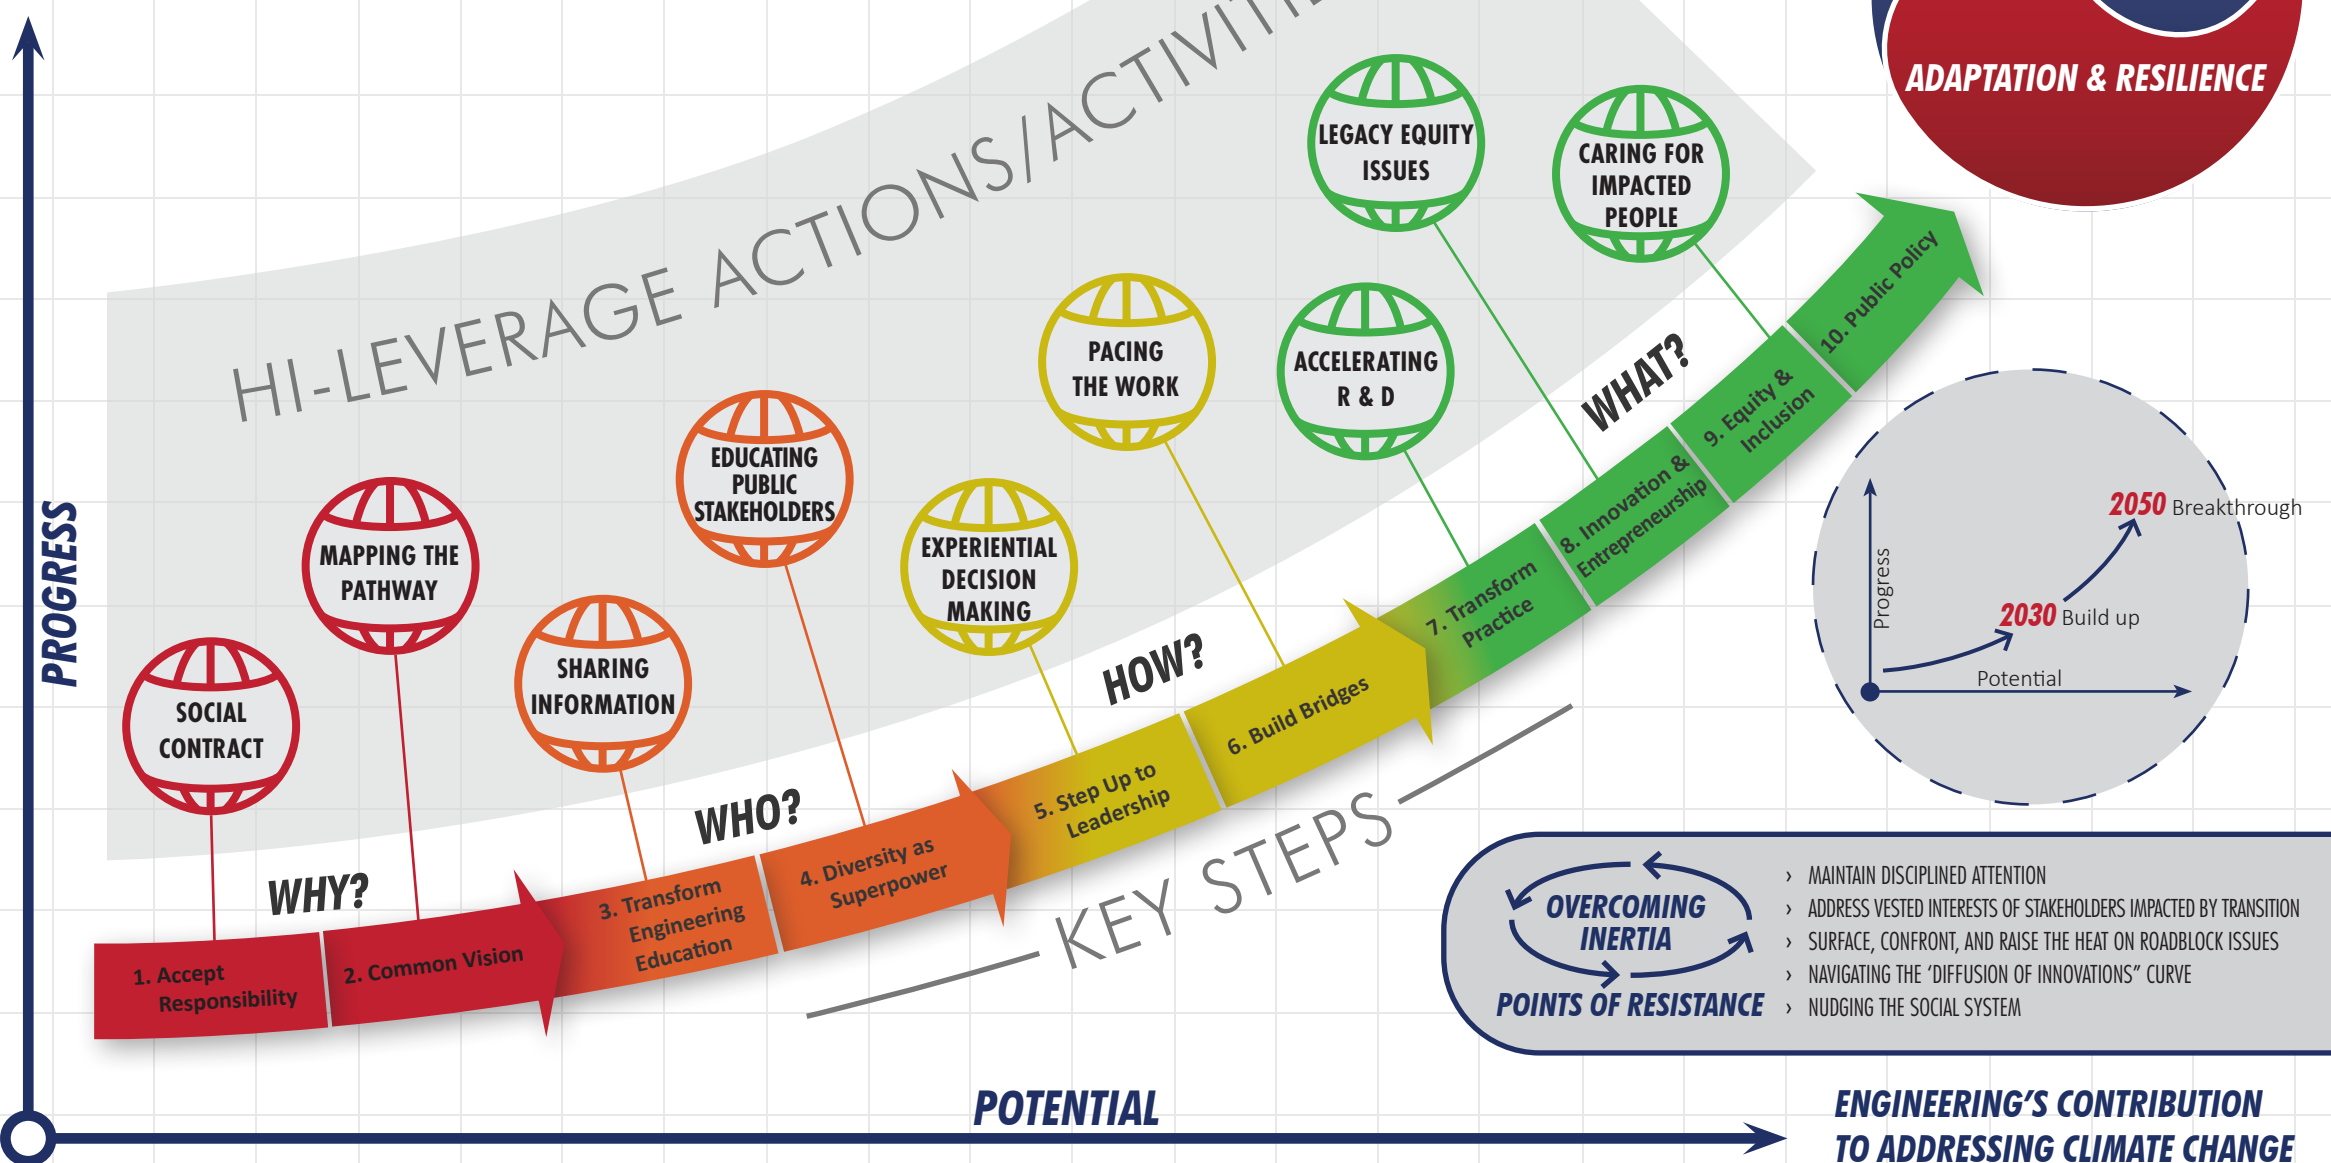 HI-LEVERAGE ACTIONS/ACTIVITI
ADAPTATION & RESILIENCE
PROGRESS
SOCIAL
CONTRACT
MAPPING THE
PATHWAY
SHARING
INFORMATION
EDUCATING
PUBLIC
STAKEHOLDERS
EXPERIENTIAL
DECISION
MAKING
PACING
THE WORK
ACCELERATING
R & D
LEGACY EQUITY
ISSUES
CARING FOR
IMPACTED
PEOPLE
WHY?
WHO?
HOW?
WHAT?
1. Accept
Responsibility
2. Common Vision
3. Transform
Engineering
Education
4. Diversity as
Superpower
5. Step Up to
Leadership
6. Build Bridges
7. Transform
Practice
8. Innovation &
Entrepreneurship
9. Equity &
Inclusion
10. Public Policy
KEY STEPS
2050 Breakthrough
2030 Build up
Progress
Potential
OVERCOMING
INERTIA
POINTS OF RESISTANCE
› MAINTAIN DISCIPLINED ATTENTION
› ADDRESS VESTED INTERESTS OF STAKEHOLDERS IMPACTED BY TRANSITION
› SURFACE, CONFRONT, AND RAISE THE HEAT ON ROADBLOCK ISSUES
› NAVIGATING THE ‘DIFFUSION OF INNOVATIONS” CURVE
› NUDGING THE SOCIAL SYSTEM
POTENTIAL
ENGINEERING’S CONTRIBUTION
TO ADDRESSING CLIMATE CHANGE